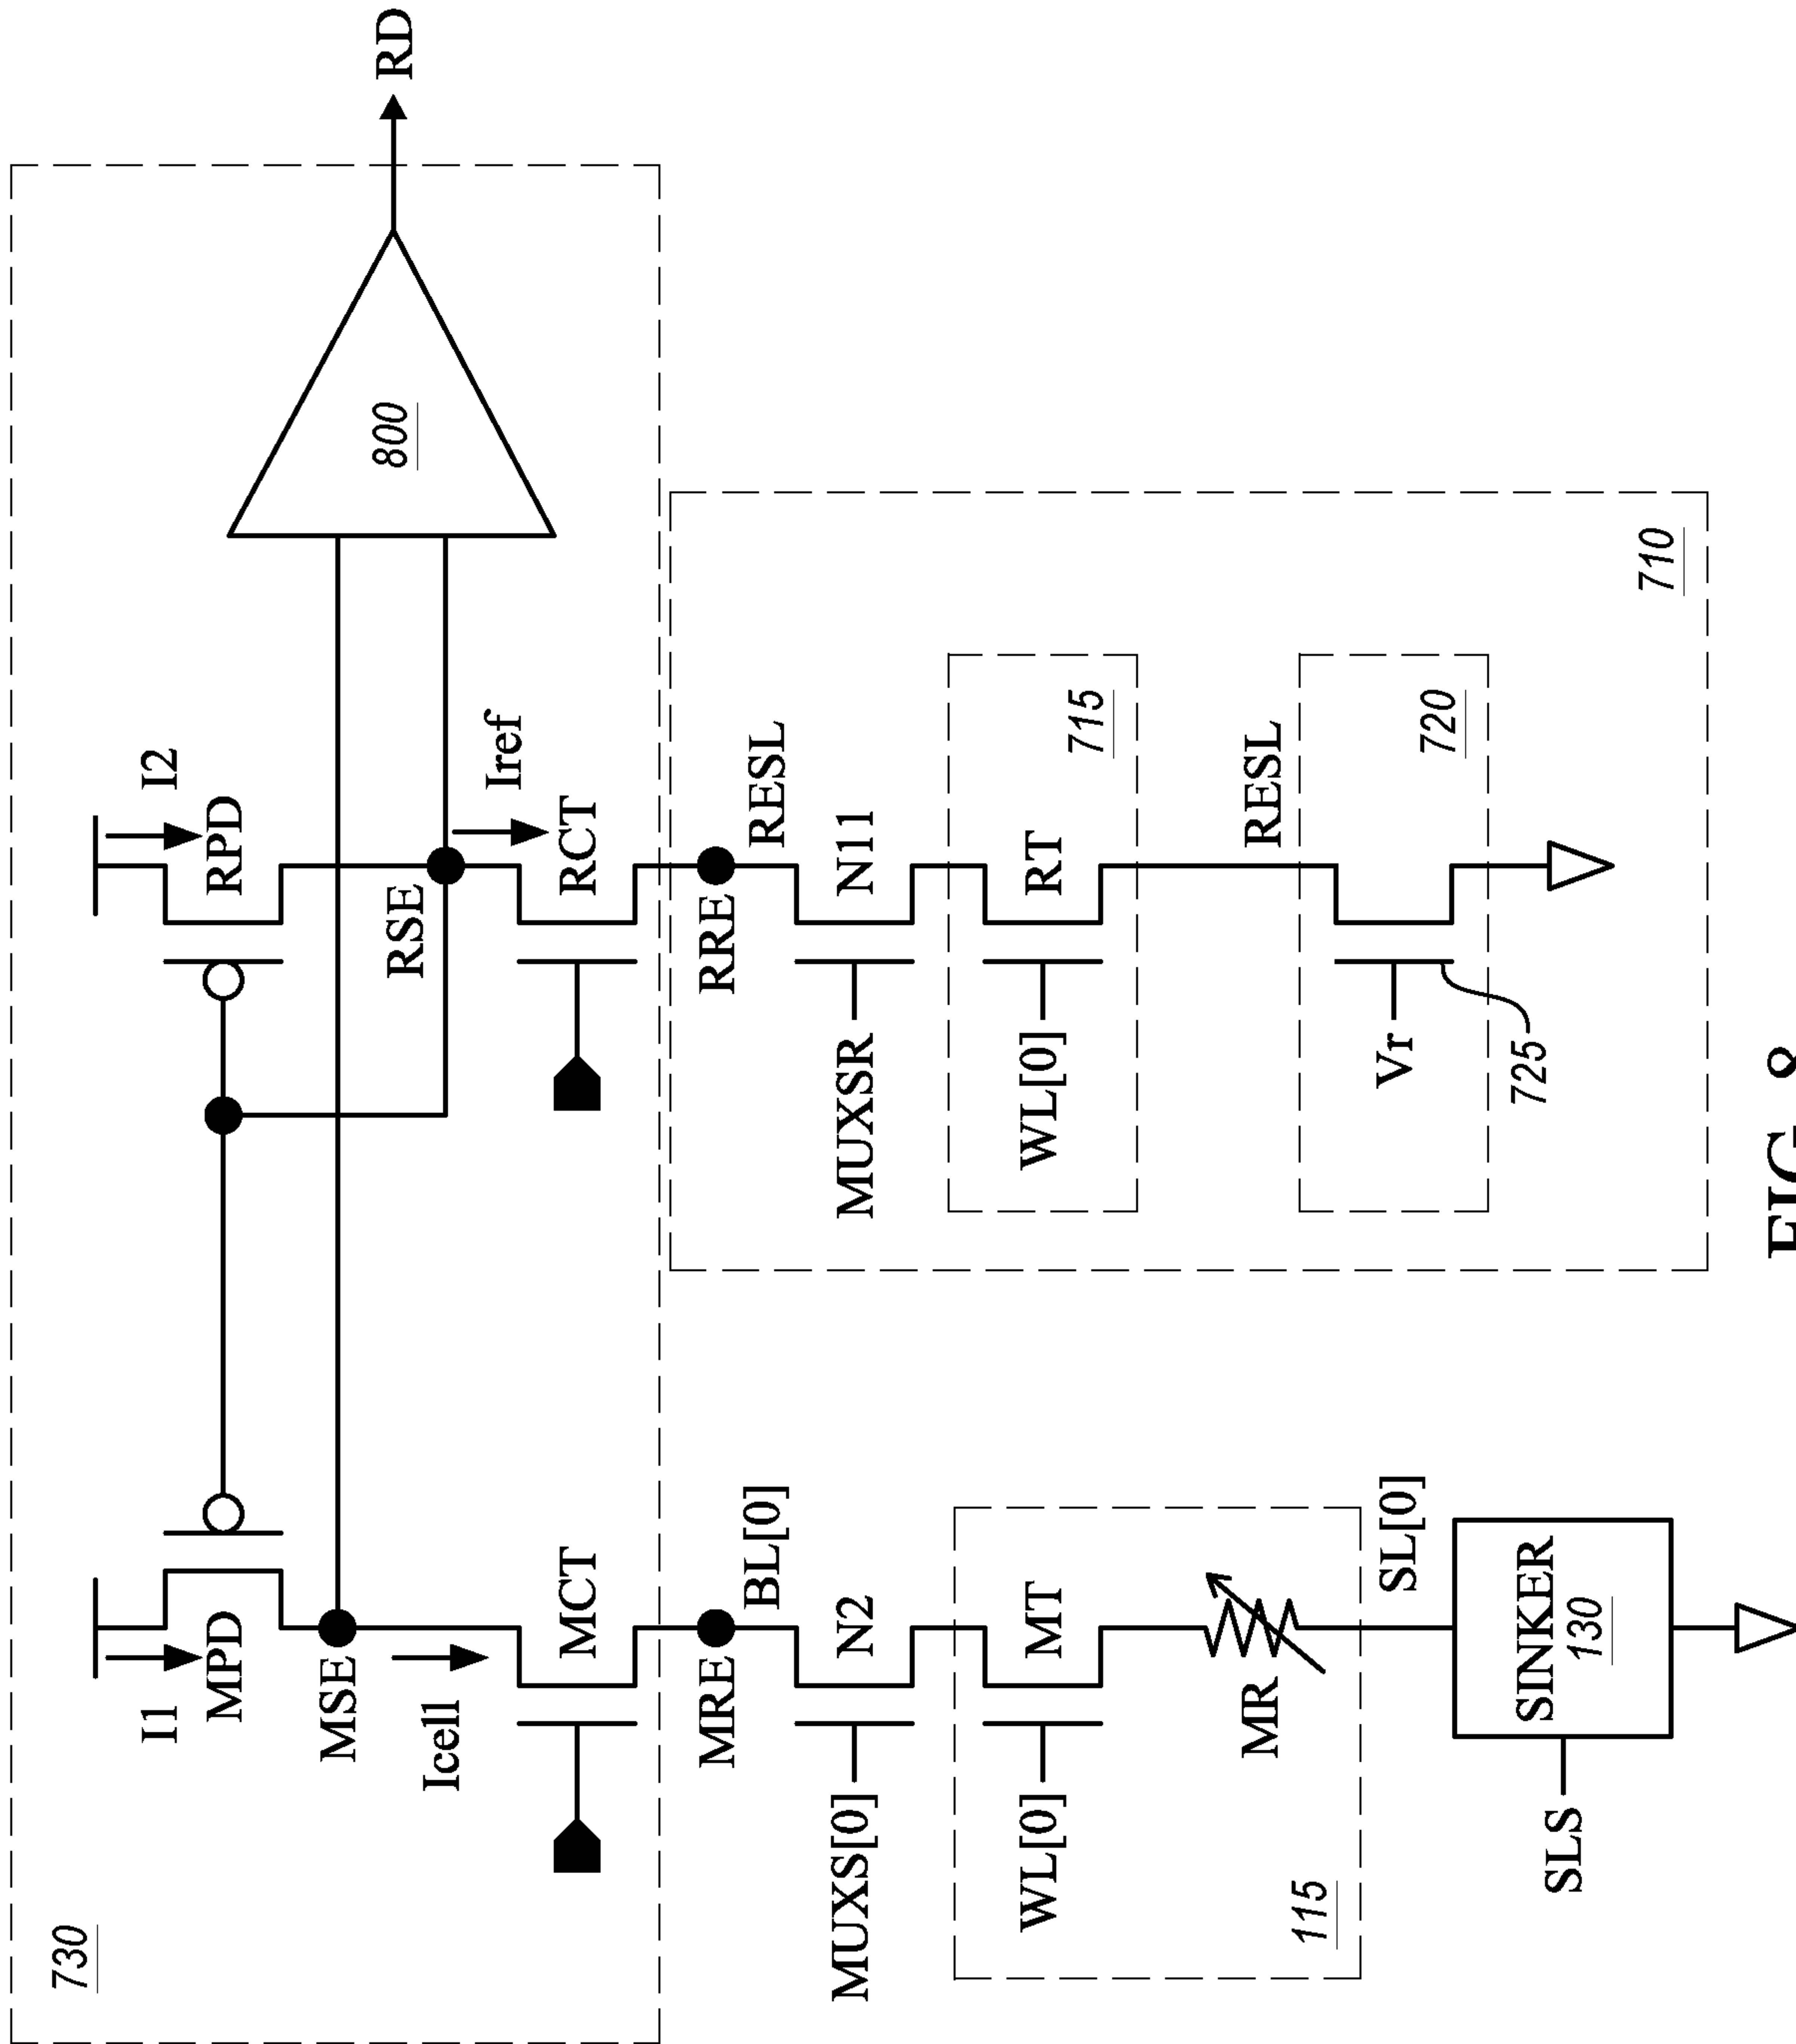 730
I1
MPD
MSE
Icell
MCT
MRE
BL[0]
MUXS[0]
N2
WL[0]
MT
MR
115
SL[0]
SLS
SINKER
130
I2
RPD
RSE
Iref
RCT
RRE
RESL
MUXSR
N11
WL[0]
RT
715
RESL
Vr
720
725
710
800
RD